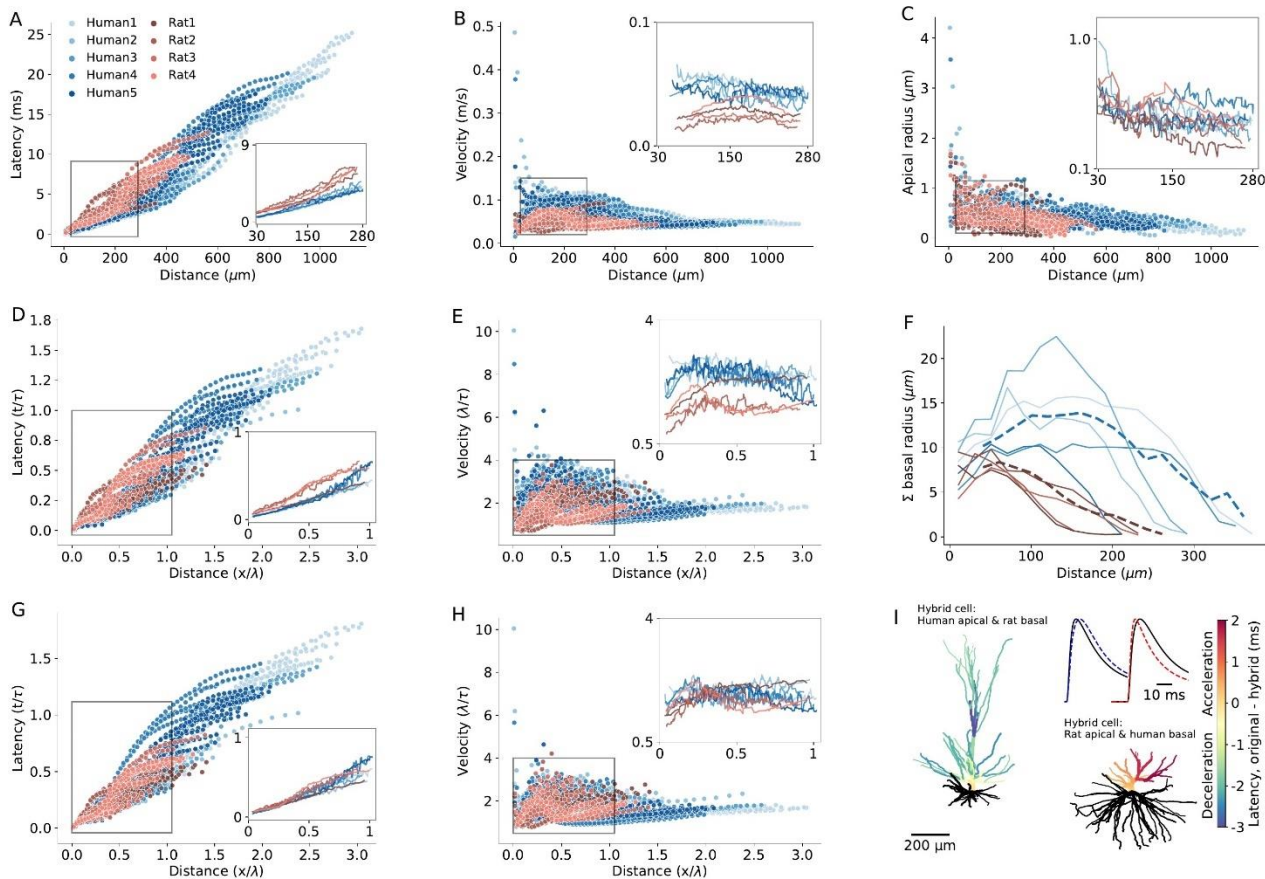 A
Human1
Human2
Human3
Human4
Human5
Rat1
Rat2
Rat3
Rat4
25
20
15
10
5
0
Latency (ms)
0 200 400 600 800 1000
Distance (μm)
9
0
30 150 280
B
0.5
0.4
0.3
0.2
0.1
0.0
Velocity (m/s)
0 200 400 600 800 1000
Distance (μm)
0.1
0.0
30 150 280
C
4
3
2
1
0
Apical radius (μm)
0 200 400 600 800 1000
Distance (μm)
1.0
0.1
30 150 280
D
1.8
1.5
1.3
1.0
0.8
0.5
0.2
0.0
Latency (t/τ)
0.0 0.5 1.0 1.5 2.0 2.5 3.0
Distance (x/λ)
1
0
0 1
E
10
8
6
4
2
0
Velocity (λ/τ)
0.0 0.5 1.0 1.5 2.0 2.5 3.0
Distance (x/λ)
4
0.5
0 0.5 1
F
20
15
10
5
0
Σ basal radius (μm)
0 100 200 300
Distance (μm)
G
1.5
1.0
0.5
0.0
Latency (t/τ)
0.0 0.5 1.0 1.5 2.0 2.5 3.0
Distance (x/λ)
1
0
0 1
H
10
8
6
4
2
Velocity (λ/τ)
0.0 0.5 1.0 1.5 2.0 2.5 3.0
Distance (x/λ)
4
0.5
0 0.5 1
I
Hybrid cell:
Human apical & rat basal
10 ms
Hybrid cell:
Rat apical & human basal
200 μm
Deceleration Acceleration
2
1
0
-1
-2
-3
Latency, original - hybrid (ms)